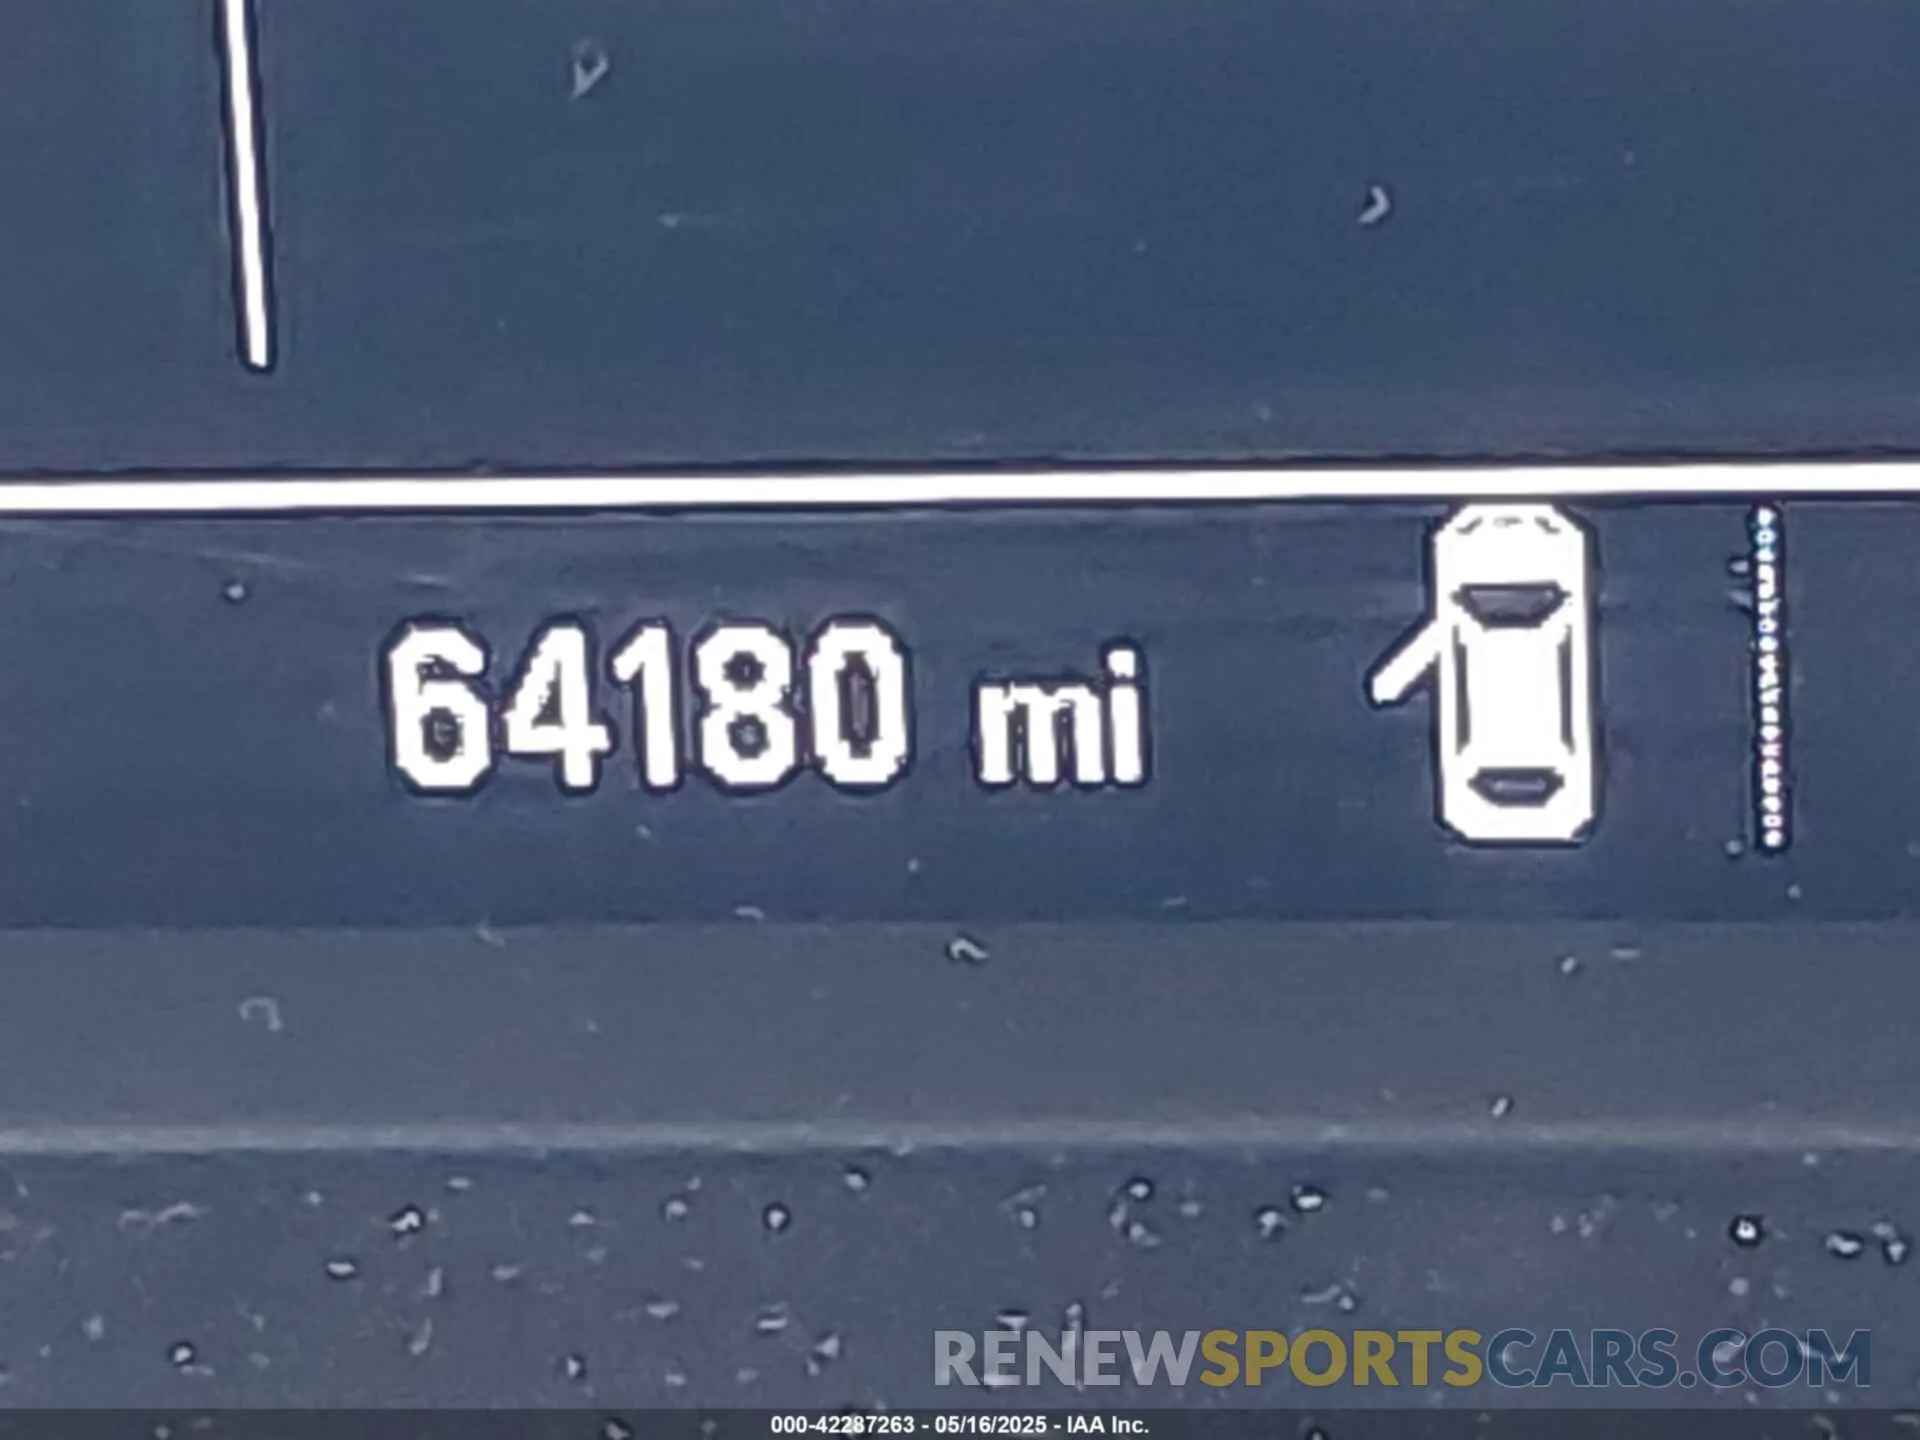 64180 mi
RENEWSPORTSCARS.COM
000-42287263 - 05/16/2025 - IAA Inc.